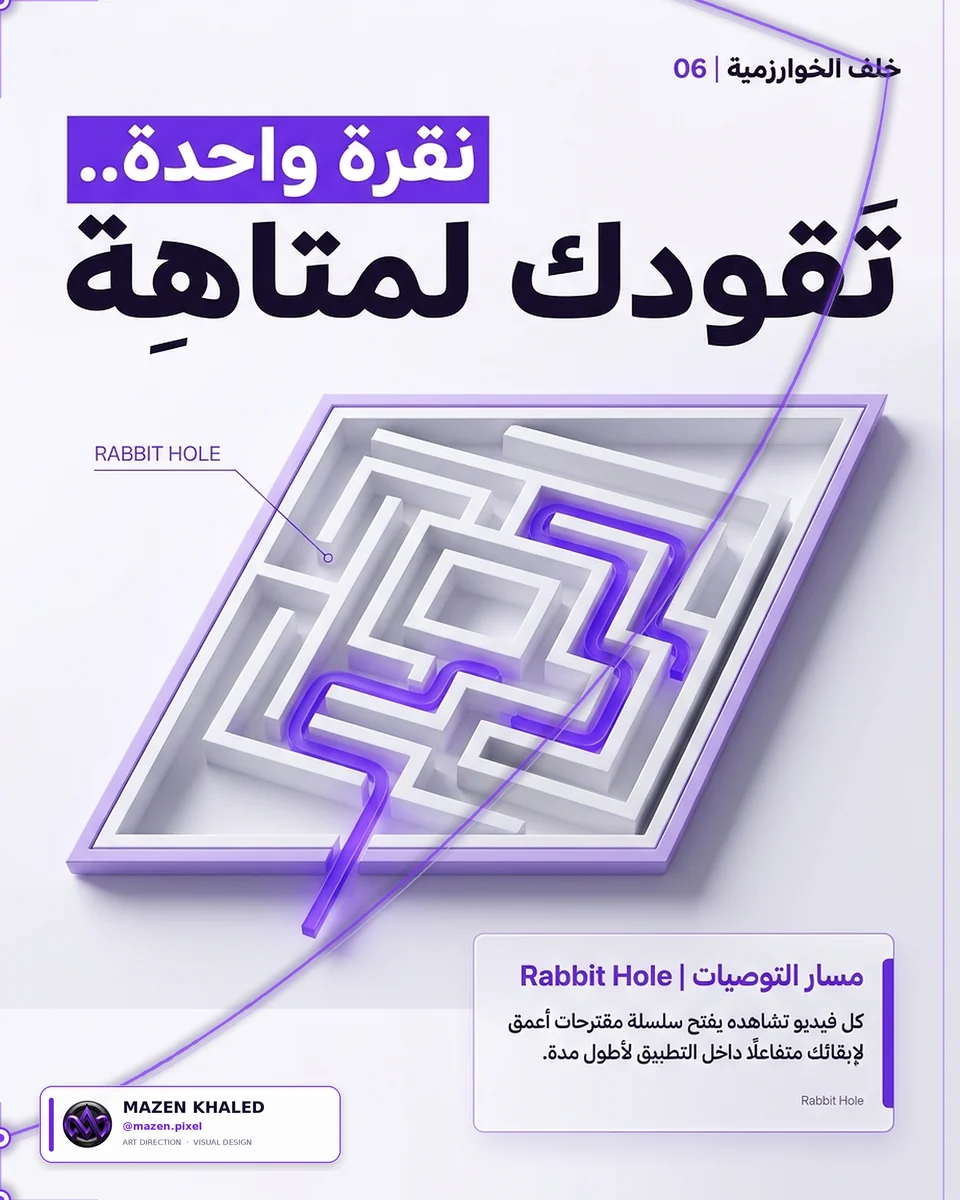 خلف الخوارزمية | 06
نقرة واحدة..
تَقودك لمتاهِة
RABBIT HOLE
مسار التوصيات | Rabbit Hole
كل فيديو تشاهده يفتح سلسلة مقترحات أعمق
لإبقائك متفاعلًا داخل التطبيق لأطول مدة.
Rabbit Hole
MAZEN KHALED
@mazen.pixel
ART DIRECTION · VISUAL DESIGN